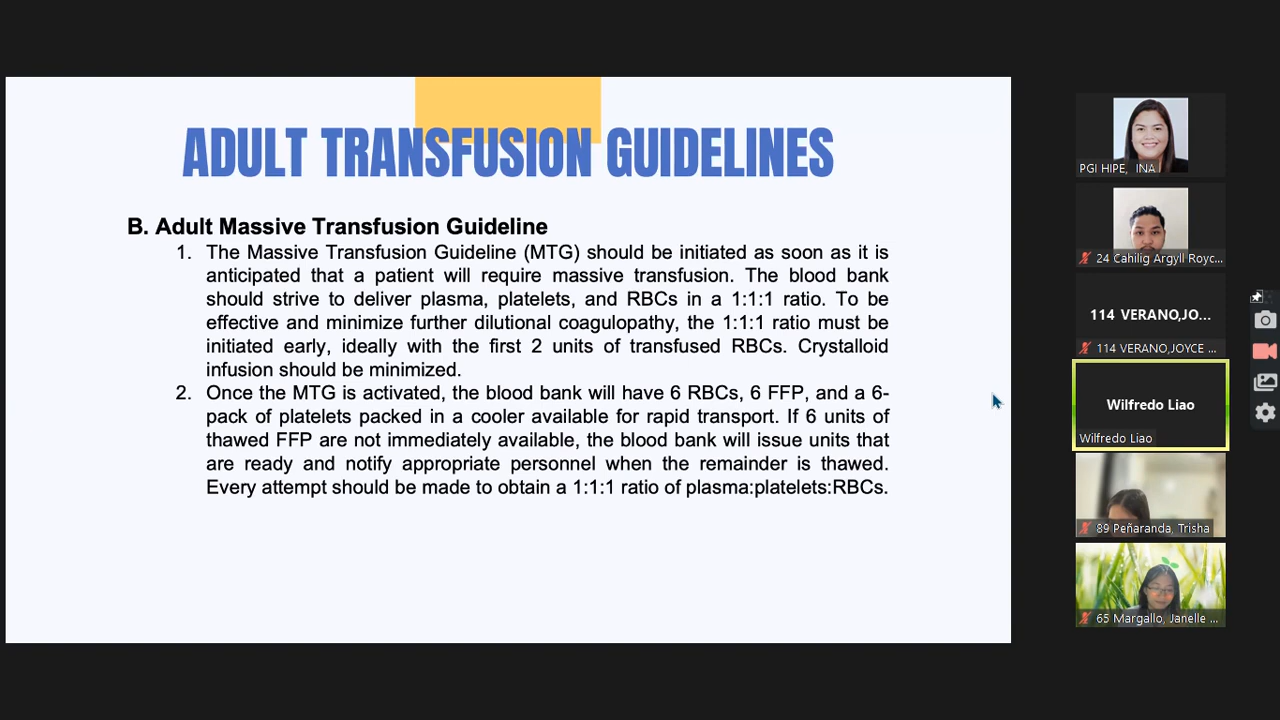 ADULT TRANSFUSION GUIDELINES
B. Adult Massive Transfusion Guideline
1. The Massive Transfusion Guideline (MTG) should be initiated as soon as it is
anticipated that a patient will require massive transfusion. The blood bank
should strive to deliver plasma, platelets, and RBCs in a 1:1:1 ratio. To be
effective and minimize further dilutional coagulopathy, the 1:1:1 ratio must be
initiated early, ideally with the first 2 units of transfused RBCs. Crystalloid
infusion should be minimized.
2. Once the MTG is activated, the blood bank will have 6 RBCs, 6 FFP, and a 6-
pack of platelets packed in a cooler available for rapid transport. If 6 units of
thawed FFP are not immediately available, the blood bank will issue units that
are ready and notify appropriate personnel when the remainder is thawed.
Every attempt should be made to obtain a 1:1:1 ratio of plasma:platelets:RBCs.
PGI HIPE, INA
24 Cahilig Argyll Royc...
114 VERANO,JO...
114 VERANO,JOYCE ...
Wilfredo Liao
Wilfredo Liao
89 Peñaranda, Trisha
65 Margallo, Janelle ...